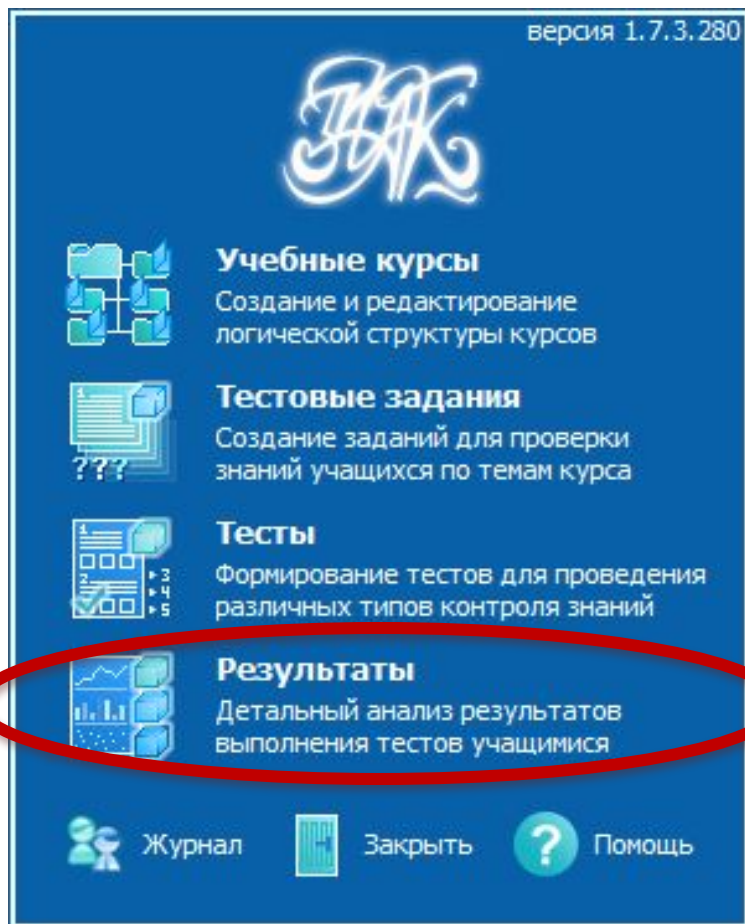 версия 1.7.3.280
ЗНАК
Учебные курсы
Создание и редактирование
логической структуры курсов
Тестовые задания
Создание заданий для проверки
знаний учащихся по темам курса
???
Тесты
Формирование тестов для проведения
различных типов контроля знаний
Результаты
Детальный анализ результатов
выполнения тестов учащимися
Журнал Закрыть ? Помощь